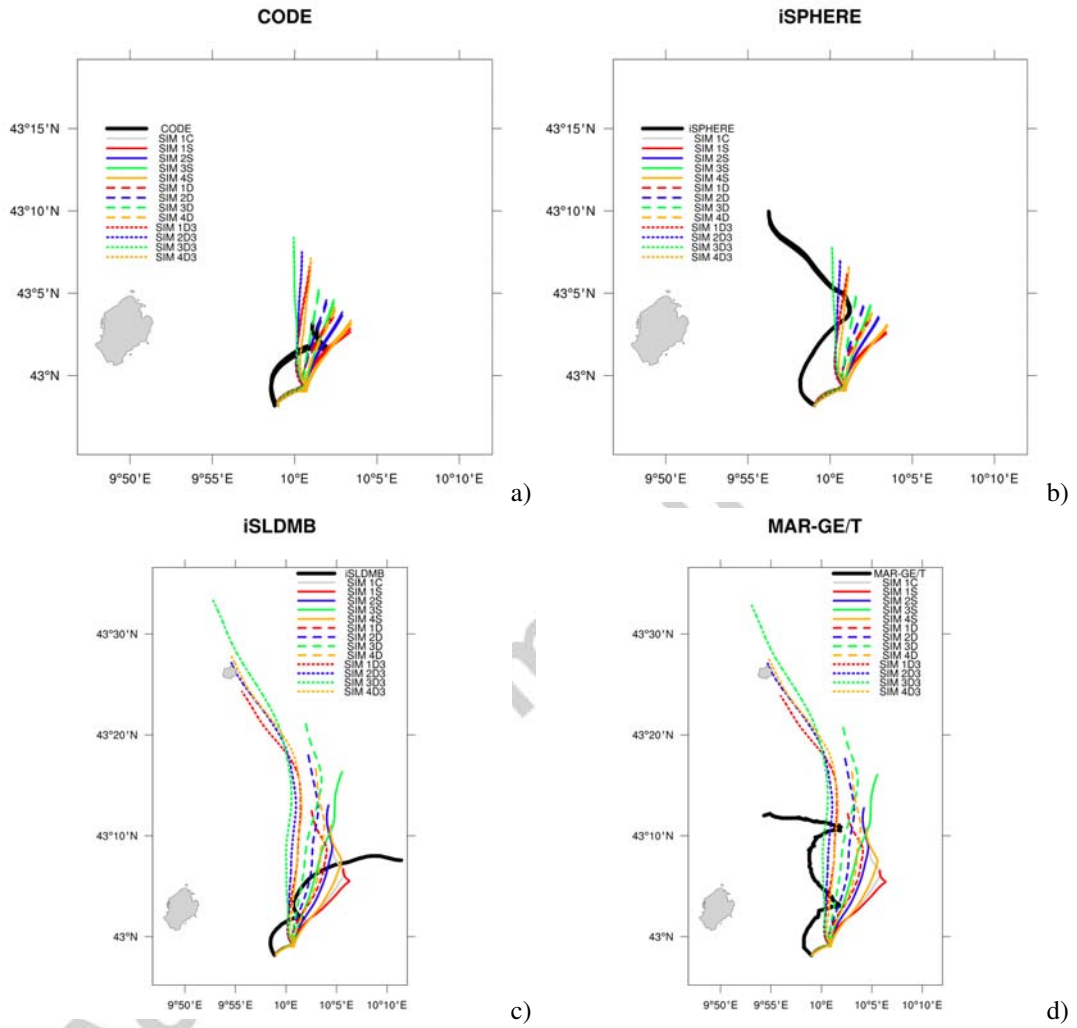 CODE
43°15'N
43°10'N
43°5'N
43°N
CODE
SIM 1C
SIM 1S
SIM 2S
SIM 3S
SIM 4S
SIM 1D
SIM 2D
SIM 3D
SIM 4D
SIM 1D3
SIM 2D3
SIM 3D3
SIM 4D3
9°50'E 9°55'E 10°E 10°5'E 10°10'E
a)
iSPHERE
43°15'N
43°10'N
43°5'N
43°N
iSPHERE
SIM 1C
SIM 1S
SIM 2S
SIM 3S
SIM 4S
SIM 1D
SIM 2D
SIM 3D
SIM 4D
SIM 1D3
SIM 2D3
SIM 3D3
SIM 4D3
9°50'E 9°55'E 10°E 10°5'E 10°10'E
b)
iSLDMB
iSLDMB
SIM 1C
SIM 1S
SIM 2S
SIM 3S
SIM 4S
SIM 1D
SIM 2D
SIM 3D
SIM 4D
SIM 1D3
SIM 2D3
SIM 3D3
SIM 4D3
43°30'N
43°20'N
43°10'N
43°N
9°50'E 9°55'E 10°E 10°5'E 10°10'E
c)
MAR-GE/T
MAR-GE/T
SIM 1C
SIM 1S
SIM 2S
SIM 3S
SIM 4S
SIM 1D
SIM 2D
SIM 3D
SIM 4D
SIM 1D3
SIM 2D3
SIM 3D3
SIM 4D3
43°30'N
43°20'N
43°10'N
43°N
9°50'E 9°55'E 10°E 10°5'E 10°10'E
d)